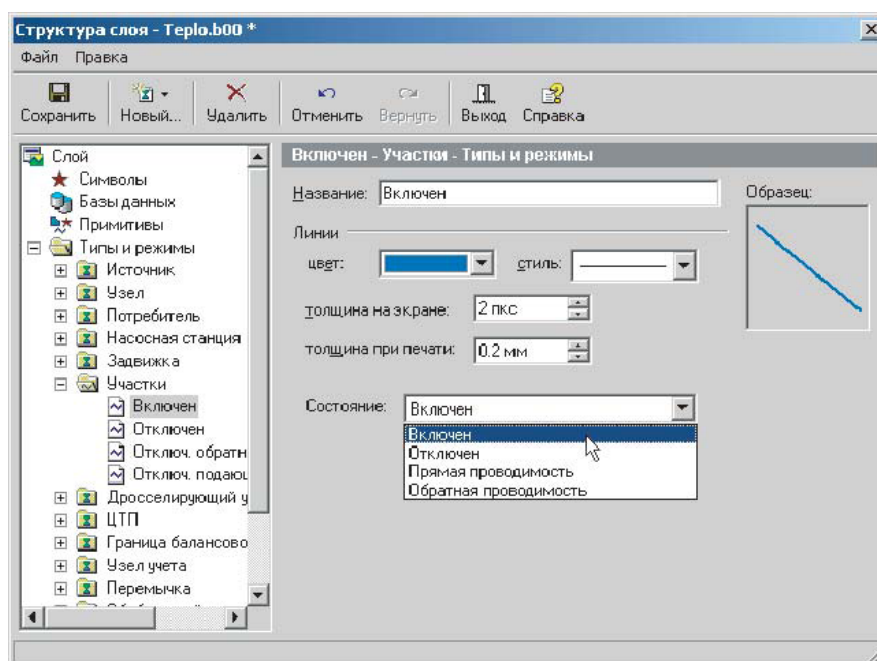 Структура слоя - Teplo.b00 *
Файл Правка
Сохранить Новый... Удалить Отменить Вернуть Выход Справка
Слой
Символы
Базы данных
Примитивы
Типы и режимы
Источник
Узел
Потребитель
Насосная станция
Задвижка
Участки
Включен
Отключен
Отключ. обратн
Отключ. подающ
Дросселирующий у
ЦТП
Граница балансово
Узел учета
Перемычка
Включен - Участки - Типы и режимы
Название: Включен
Образец:
Линии
цвет: стиль:
толщина на экране: 2 пкс
толщина при печати: 0.2 мм
Состояние: Включен
Включен
Отключен
Прямая проводимость
Обратная проводимость